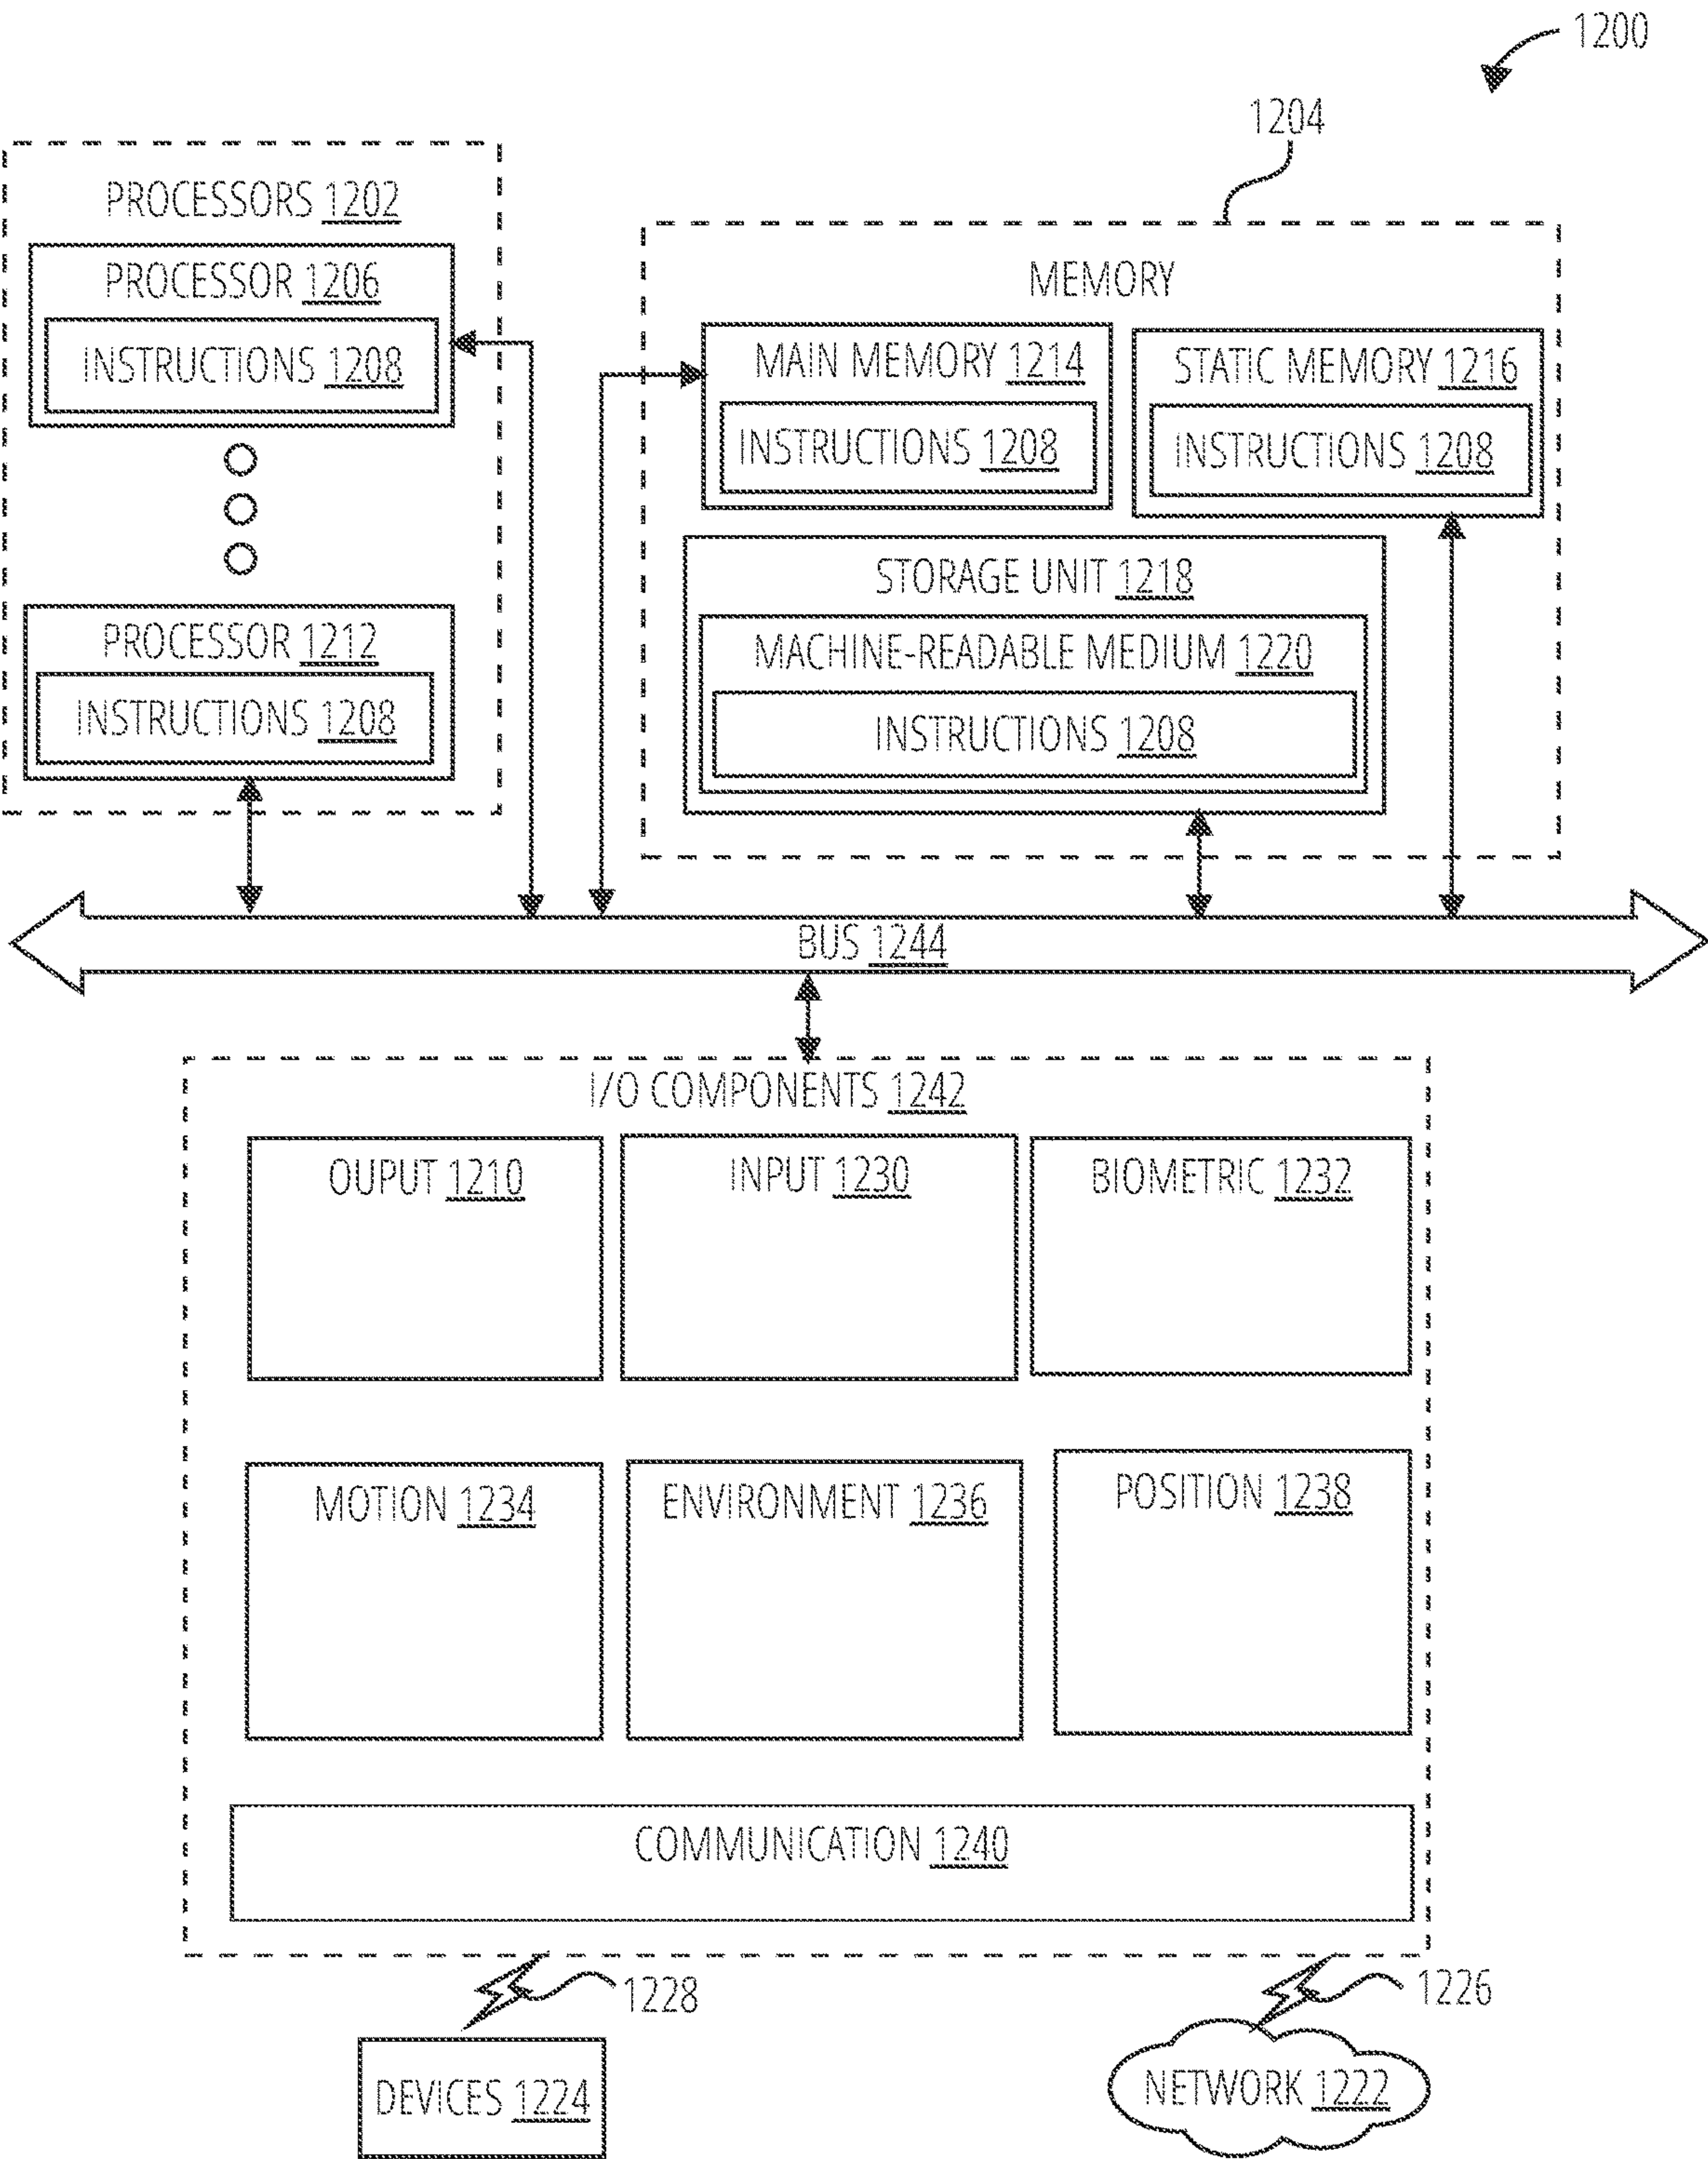 1200
1204
PROCESSORS 1202
PROCESSOR 1206
INSTRUCTIONS 1208
PROCESSOR 1212
INSTRUCTIONS 1208
MEMORY
MAIN MEMORY 1214
INSTRUCTIONS 1208
STATIC MEMORY 1216
INSTRUCTIONS 1208
STORAGE UNIT 1218
MACHINE-READABLE MEDIUM 1220
INSTRUCTIONS 1208
BUS 1244
I/O COMPONENTS 1242
OUPUT 1210
INPUT 1230
BIOMETRIC 1232
MOTION 1234
ENVIRONMENT 1236
POSITION 1238
COMMUNICATION 1240
1228
1226
DEVICES 1224
NETWORK 1222